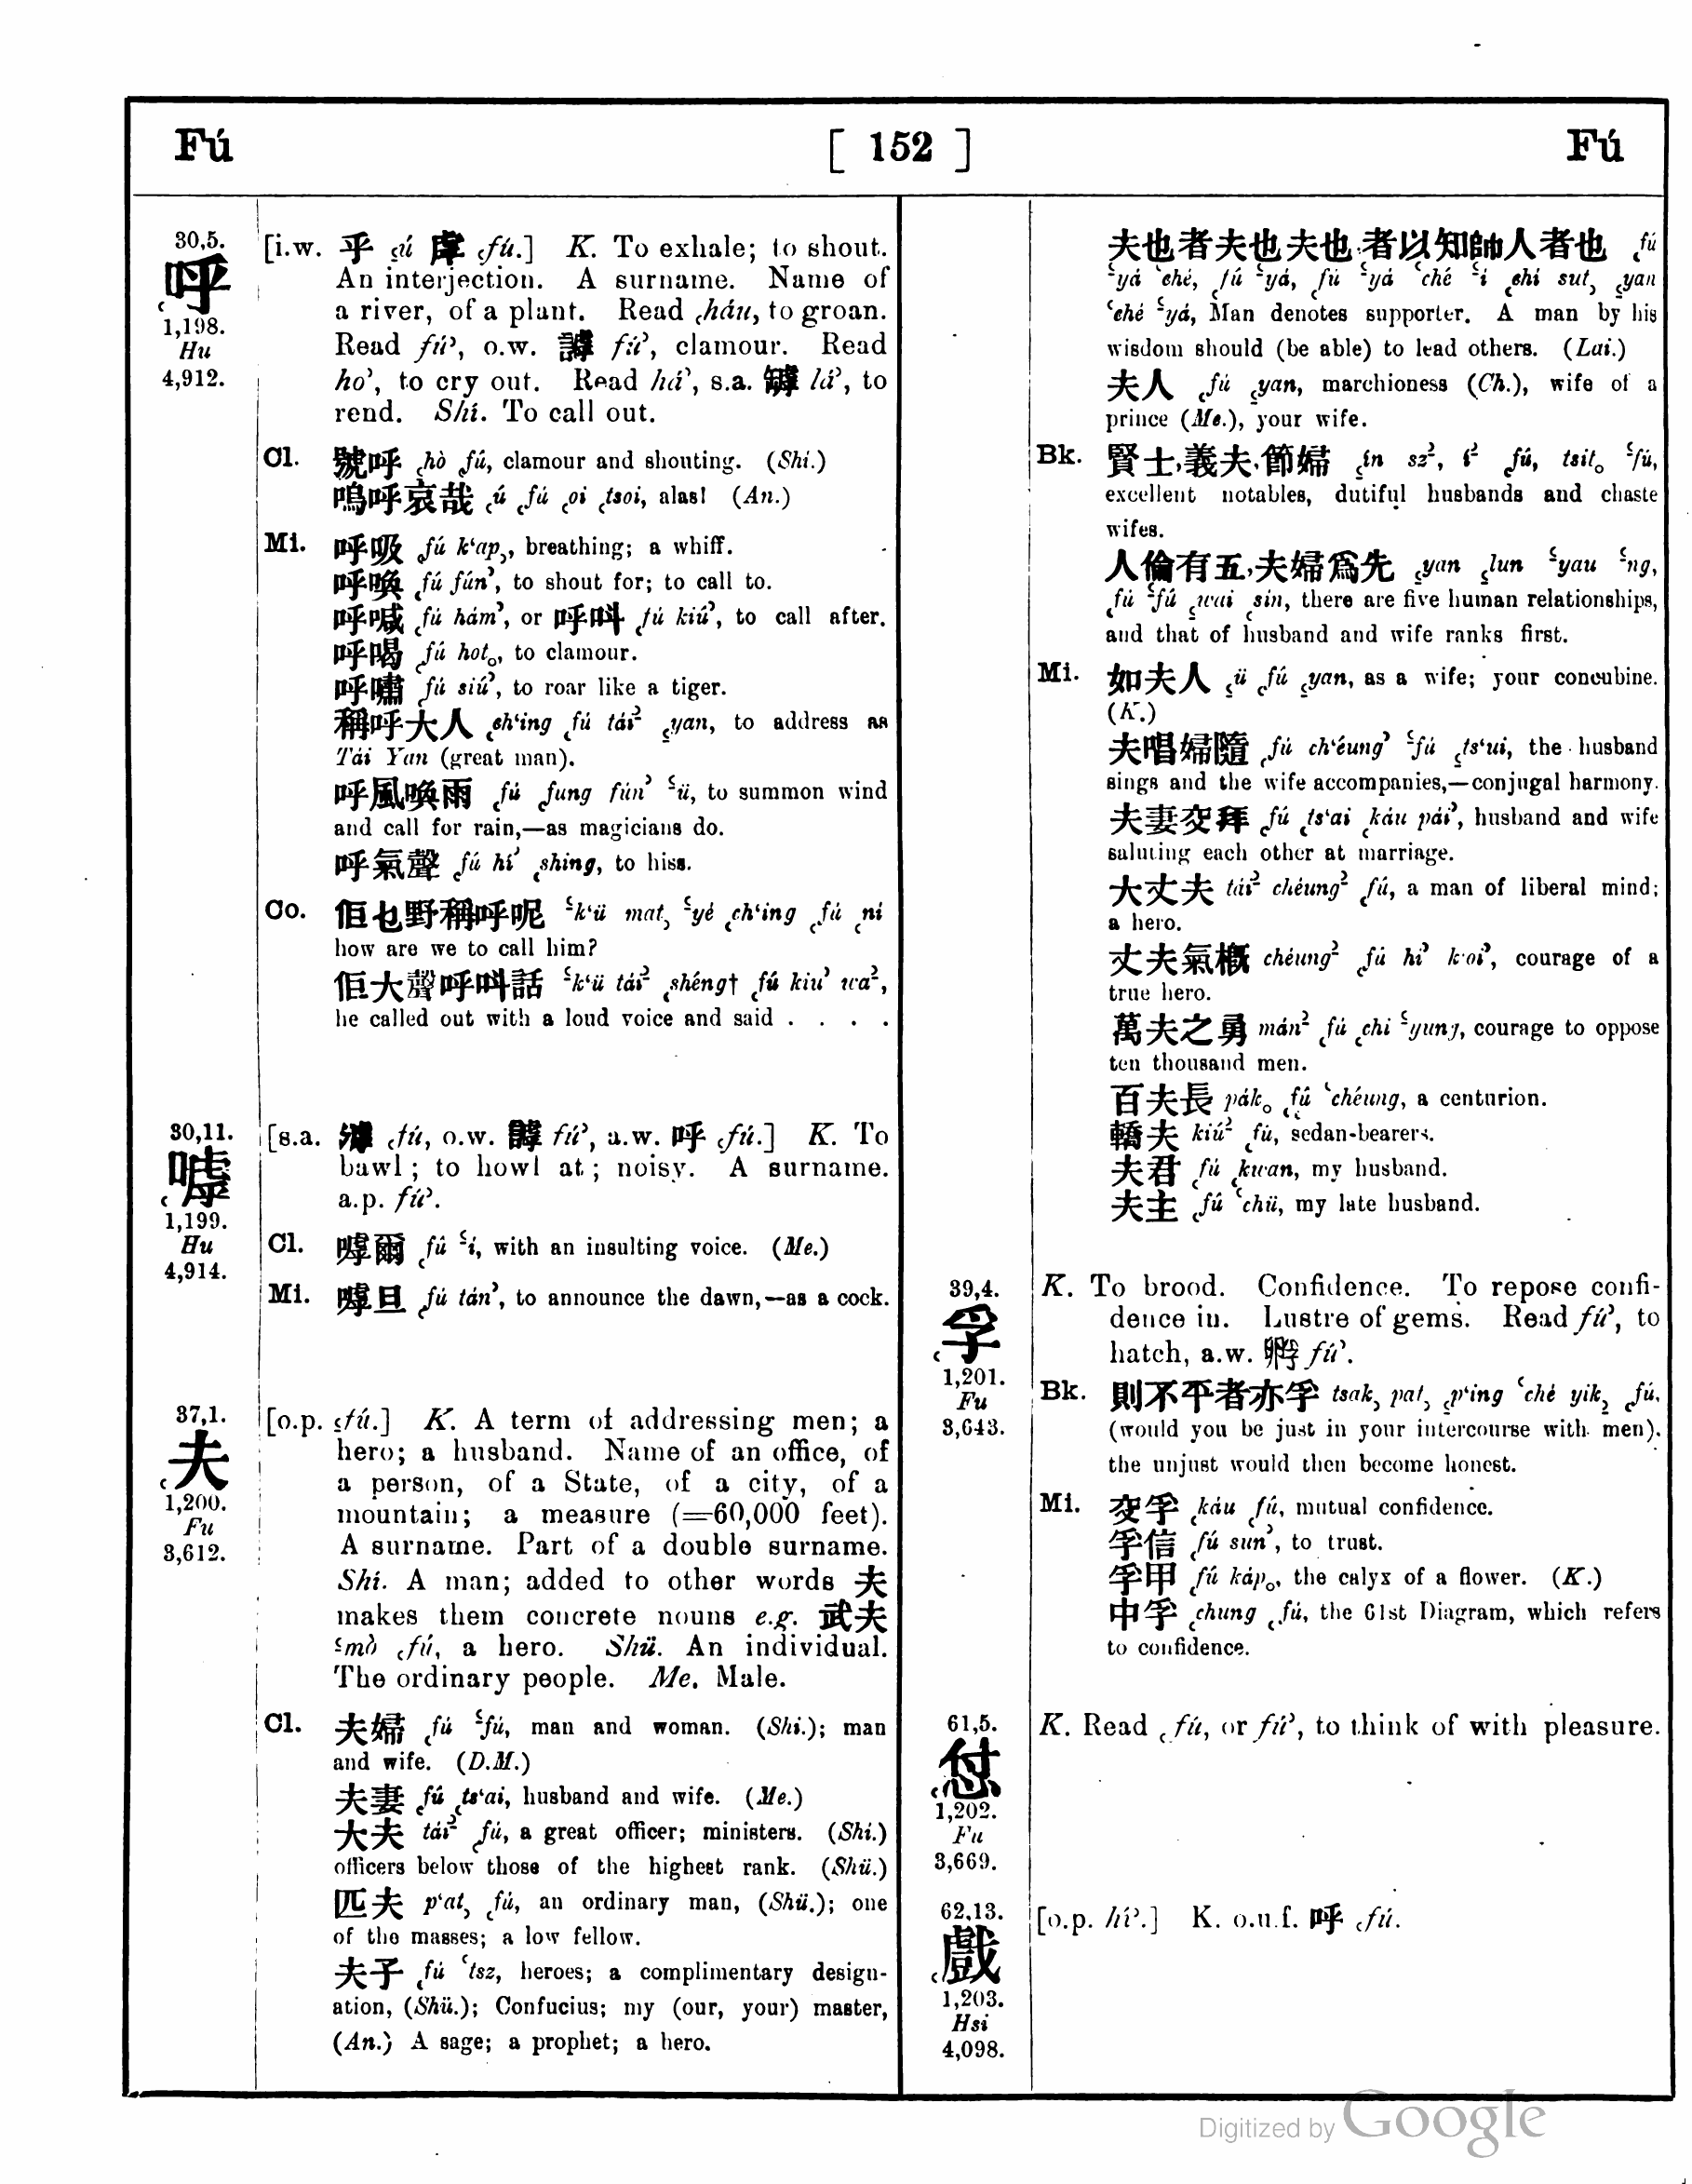 Fú [ 152 ] Fú
30,5.
呼
1,198.
Hu
4,912.
[i.w. 乎 ꜁ú 虖 ꜀fú.] K. To exhale; to shout.
An interjection. A surname. Name of
a river, of a plant. Read ꜀háu, to groan.
Read fú꜄, o.w. 謼 fú꜄, clamour. Read
ho꜄, to cry out. Read há꜄, s.a. 罅 lá꜄, to
rend. Shí. To call out.
Cl. 號呼 ꜁hò ꜀fú, clamour and shouting. (Shí.)
嗚呼哀哉 ꜀ú ꜀fú ꜀oi ꜀tsoi, alas! (An.)
Mi. 呼吸 ꜀fú k‘ap꜆, breathing; a whiff.
呼喚 ꜀fú fún꜄, to shout for; to call to.
呼喊 ꜀fú hám꜄, or 呼呌 ꜀fú kiú꜄, to call after.
呼喝 ꜀fú hotₒ, to clamour.
呼嘯 ꜀fú siú꜄, to roar like a tiger.
稱呼大人 ꜀ch‘ing ꜀fú tái꜅ ꜁yan, to address as
Tái Yan (great man).
呼風喚雨 ꜀fú ꜀fung fún꜄ ꜃ü, to summon wind
and call for rain,—as magicians do.
呼氣聲 ꜀fú hí꜄ ꜀shing, to hiss.
Co. 佢乜野稱呼呢 ꜃k‘ü mat꜆ ꜃yé ꜀ch‘ing ꜀fú ꜀ní
how are we to call him?
佢大聲呼呌話 ꜃k‘ü tái꜅ ꜀shéng† ꜀fú kiu꜄ wa꜅,
he called out with a loud voice and said . . . .
30,11.
嘑
1,199.
Hu
4,914.
[s.a. 滹 ꜀fú, o.w. 謼 fú꜄, a.w. 呼 ꜀fú.] K. To
bawl; to howl at; noisy. A surname.
a.p. fú꜄.
Cl. 嘑爾 ꜀fú ꜃í, with an insulting voice. (Me.)
Mi. 嘑旦 ꜀fú tán꜄, to announce the dawn,—as a cock.
37,1.
夫
1,200.
Fu
3,612.
[o.p. ꜁fú.] K. A term of addressing men; a
hero; a husband. Name of an office, of
a person, of a State, of a city, of a
mountain; a measure (=60,000 feet).
A surname. Part of a double surname.
Shí. A man; added to other words 夫
makes them concrete nouns e.g. 武夫
꜃mò ꜀fú, a hero. Shü. An individual.
The ordinary people. Me. Male.
Cl. 夫婦 ꜀fú ꜃fú, man and woman. (Shi.); man
and wife. (D.M.)
夫妻 ꜀fú ꜀ts‘ai, husband and wife. (Me.)
大夫 tái꜅ ꜀fú, a great officer; ministers. (Shi.)
officers below those of the highest rank. (Shü.)
匹夫 p‘at꜆ ꜀fú, an ordinary man, (Shü.); one
of the masses; a low fellow.
夫子 ꜀fú ꜂tsz, heroes; a complimentary design-
ation, (Shü.); Confucius; my (our, your) master,
(An.) A sage; a prophet; a hero.
夫也者夫也夫也者以知帥人者也 ꜀fú
꜃yá ꜂ché, ꜀fú ꜃yá, ꜀fú ꜃yá ꜂ché ꜃í ꜀chí sut꜆ ꜁yan
꜂ché ꜃yá, Man denotes supporter. A man by his
wisdom should (be able) to lead others. (Lai.)
夫人 ꜀fú ꜁yan, marchioness (Ch.), wife of a
prince (Me.), your wife.
Bk. 賢士,義夫,節婦 ꜁ín sz꜅, í꜅ ꜀fú, tsitₒ ꜃fú,
excellent notables, dutiful husbands and chaste
wifes.
人倫有五,夫婦爲先 ꜁yan ꜁lun ꜃yau ꜃ng,
꜀fú ꜃fú ꜁wai ꜀sin, there are five human relationships,
and that of husband and wife ranks first.
Mi. 如夫人 ꜁ü ꜀fú ꜁yan, as a wife; your concubine.
(K.)
夫唱婦隨 ꜀fú ch‘éung꜄ ꜃fú ꜁ts‘ui, the husband
sings and the wife accompanies,—conjugal harmony.
夫妻交拜 ꜀fú ꜀ts‘ai ꜀káu pái꜄, husband and wife
saluting each other at marriage.
大丈夫 tái꜅ chéung꜅ ꜀fú, a man of liberal mind;
a hero.
丈夫氣概 chéung꜅ ꜀fú hí꜄ k‘oi꜄, courage of a
true hero.
萬夫之勇 mán꜅ ꜀fú ꜀chi ꜃yung, courage to oppose
ten thousand men.
百夫長 pákₒ ꜀fú ꜂chéung, a centurion.
轎夫 kiú꜅ ꜀fú, sedan-bearers.
夫君 ꜀fú ꜀kwan, my husband.
夫主 ꜀fú ꜂chü, my late husband.
39,4.
孚
1,201.
Fu
3,643.
K. To brood. Confidence. To repose confi-
dence in. Lustre of gems. Read fú꜄, to
hatch, a.w. 孵 fú꜄.
Bk. 則不平者亦孚 tsak꜆ pat꜆ ꜁p‘ing ꜂ché yik꜇ ꜀fú,
(would you be just in your intercourse with men).
the unjust would then become honest.
Mi. 交孚 ꜀káu ꜀fú, mutual confidence.
孚信 ꜀fú sun꜄, to trust.
孚甲 ꜀fú kápₒ, the calyx of a flower. (K.)
中孚 ꜀chung ꜀fú, the 61st Diagram, which refers
to confidence.
61,5.
怤
1,202.
Fu
3,669.
K. Read ꜀fú, or fú꜄, to think of with pleasure.
62,13.
戲
1,203.
Hsi
4,098.
[o.p. hí꜄.] K. o.u.f. 呼 ꜀fú.
Digitized by Google